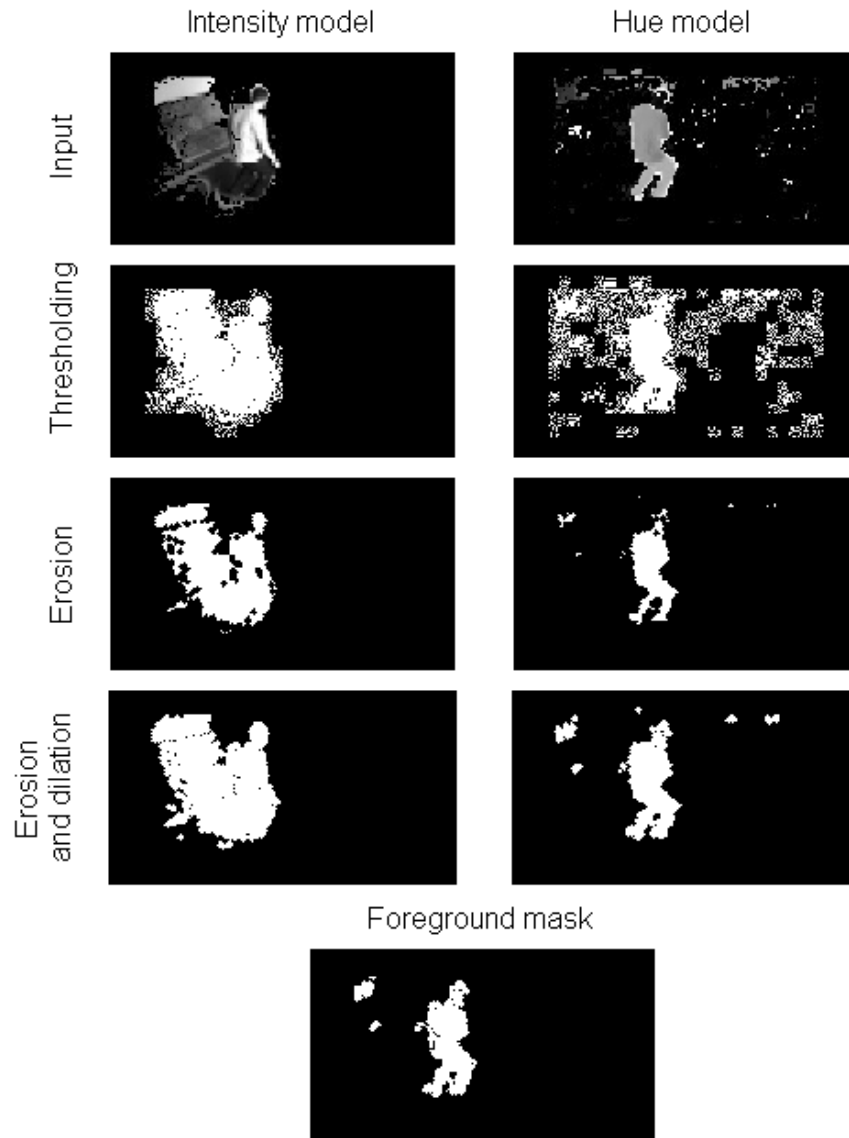 Intensity model
Hue model
Input
Thresholding
Erosion
Erosion
and dilation
Foreground mask